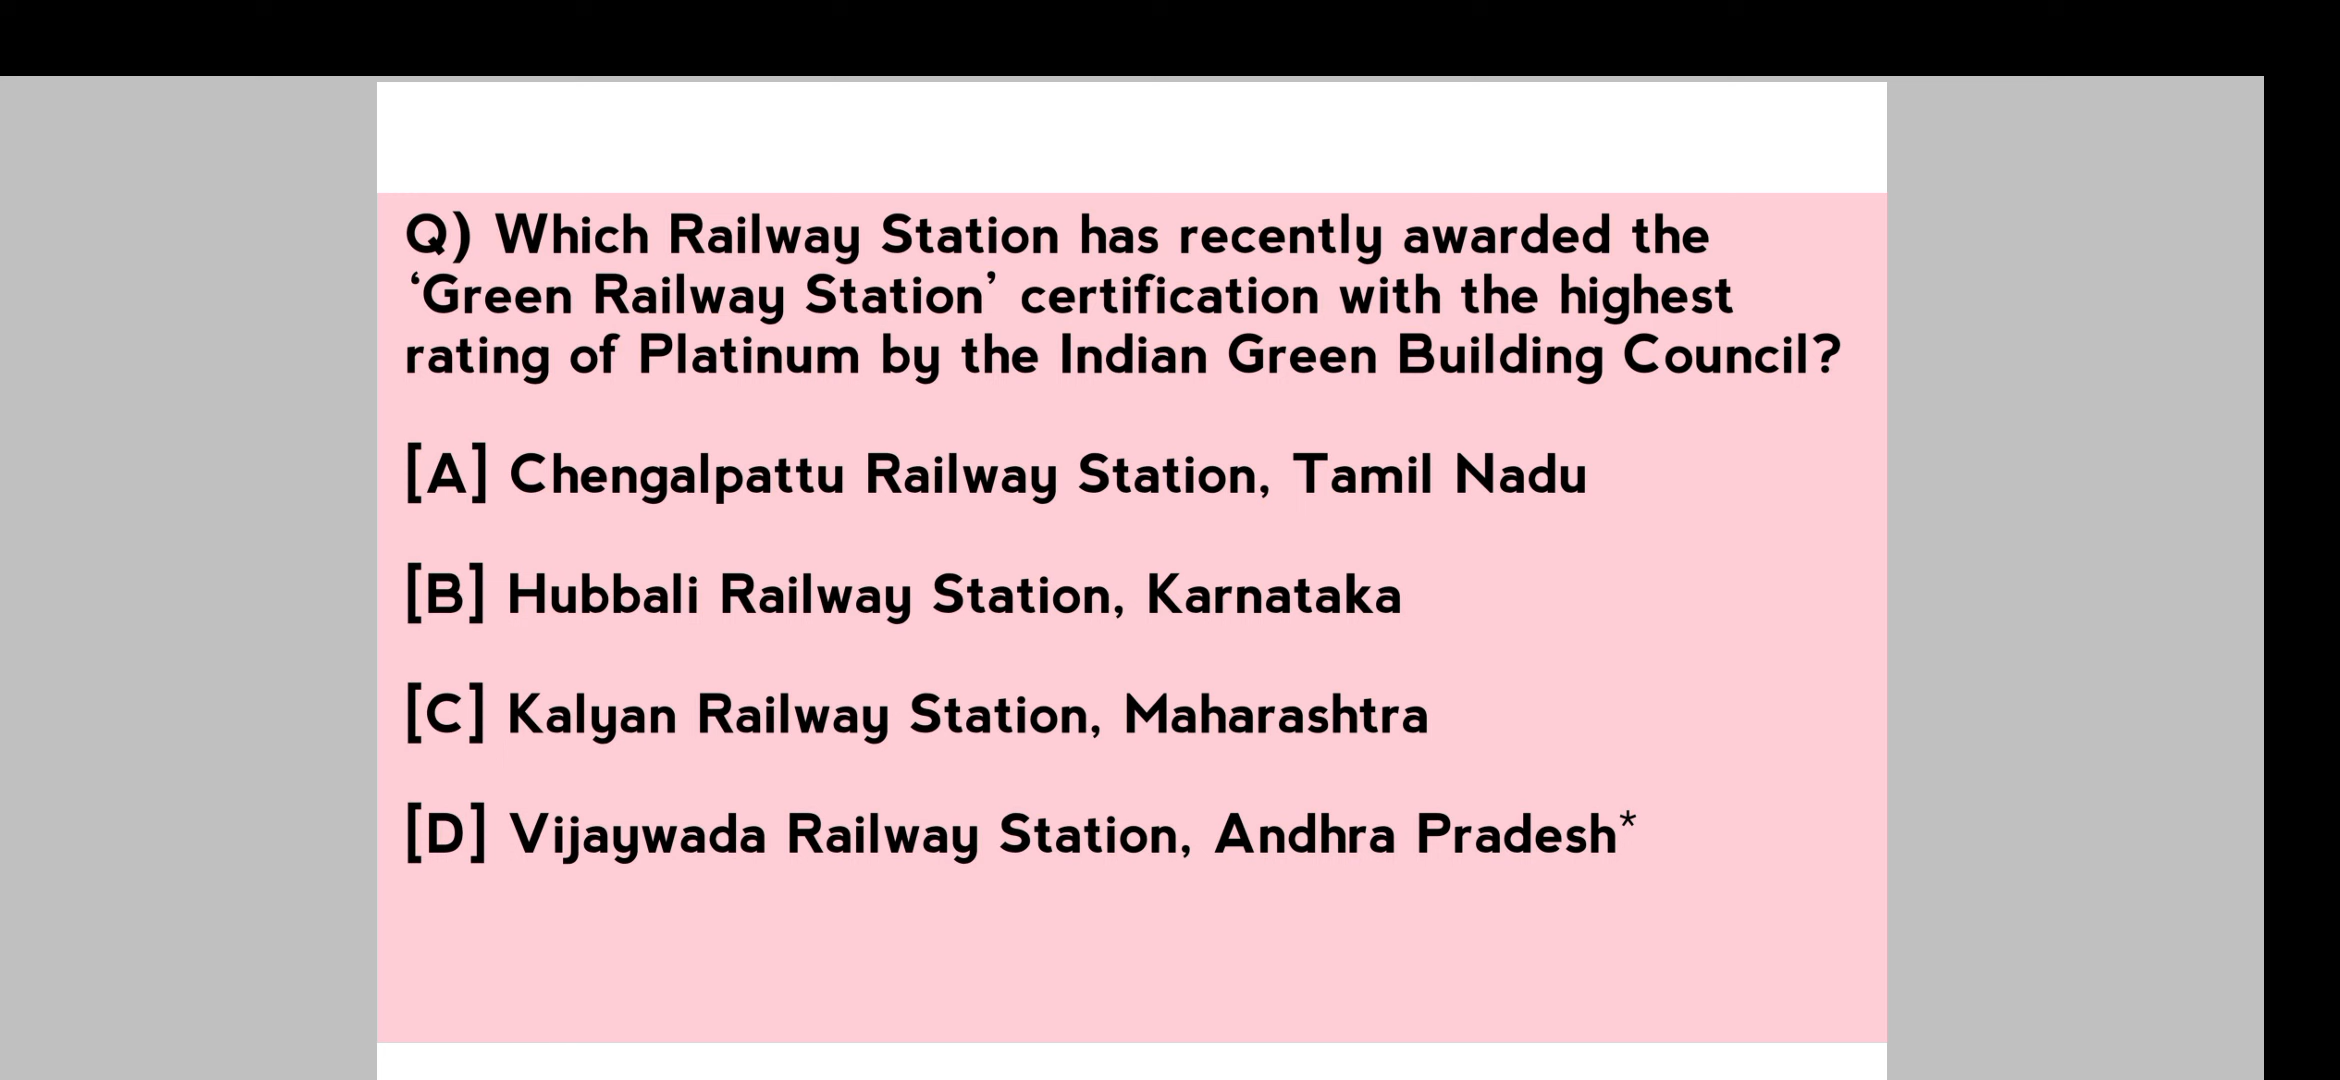 Q) Which Railway Station has recently awarded the
‘Green Railway Station’ certification with the highest
rating of Platinum by the Indian Green Building Council?
[A] Chengalpattu Railway Station, Tamil Nadu
[B] Hubbali Railway Station, Karnataka
[C] Kalyan Railway Station, Maharashtra
[D] Vijaywada Railway Station, Andhra Pradesh*